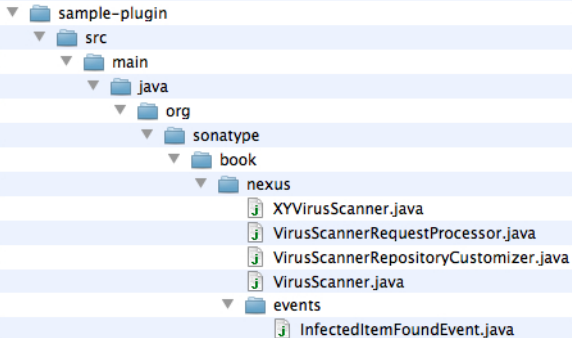 sample-plugin
src
main
java
org
sonatype
book
nexus
XYVirusScanner.java
VirusScannerRequestProcessor.java
VirusScannerRepositoryCustomizer.java
VirusScanner.java
events
InfectedItemFoundEvent.java